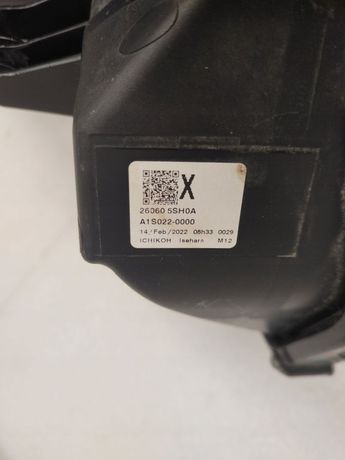 X
26060 5SH0A
A1S022-0000
14/Feb/2022 08h33 0029
ICHIKOH Isehara M12